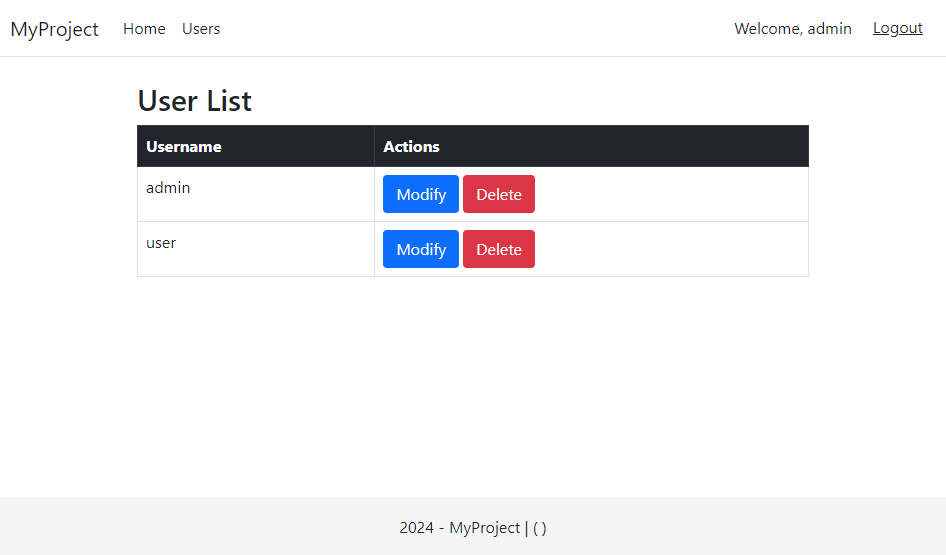 MyProject Home Users Welcome, admin Logout
User List
Username Actions
admin Modify Delete
user Modify Delete
2024 - MyProject | ( )